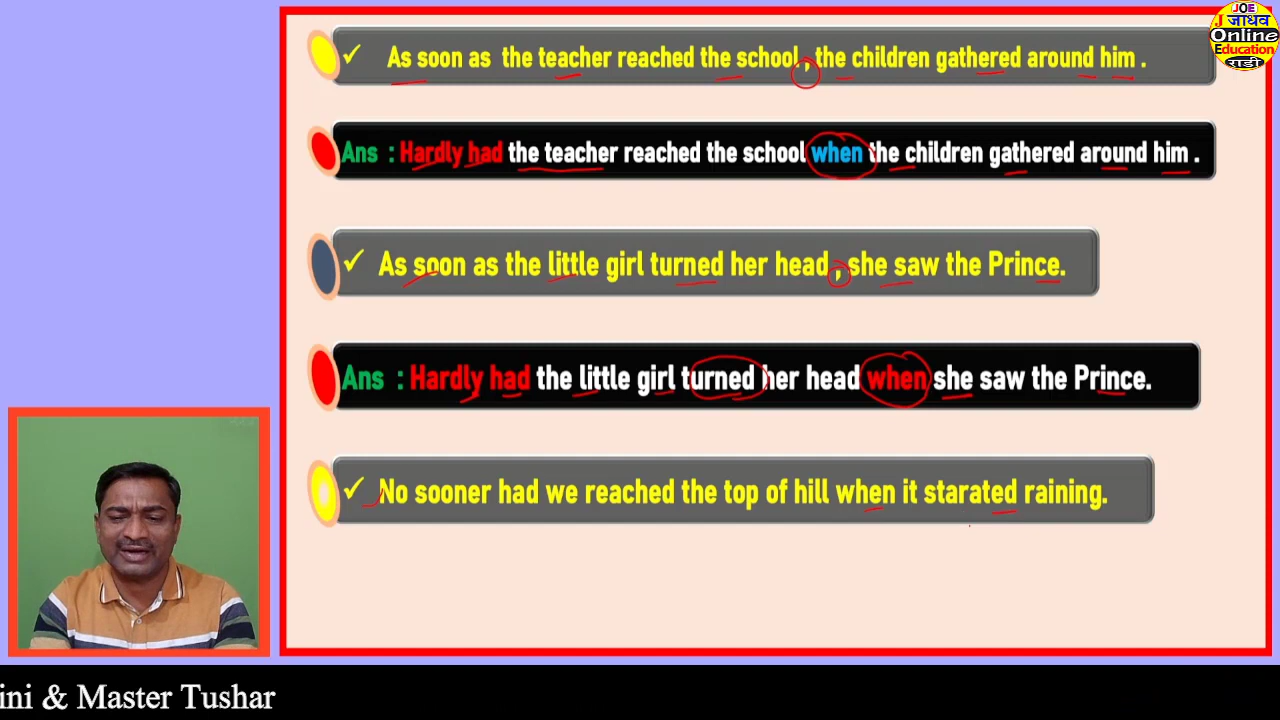 JOE
J जाधव
Online
Education
राडी
✓ As soon as the teacher reached the school , the children gathered around him .
Ans : Hardly had the teacher reached the school when the children gathered around him .
✓ As soon as the little girl turned her head , she saw the Prince.
Ans : Hardly had the little girl turned her head when she saw the Prince.
✓ No sooner had we reached the top of hill when it starated raining.
ini & Master Tushar